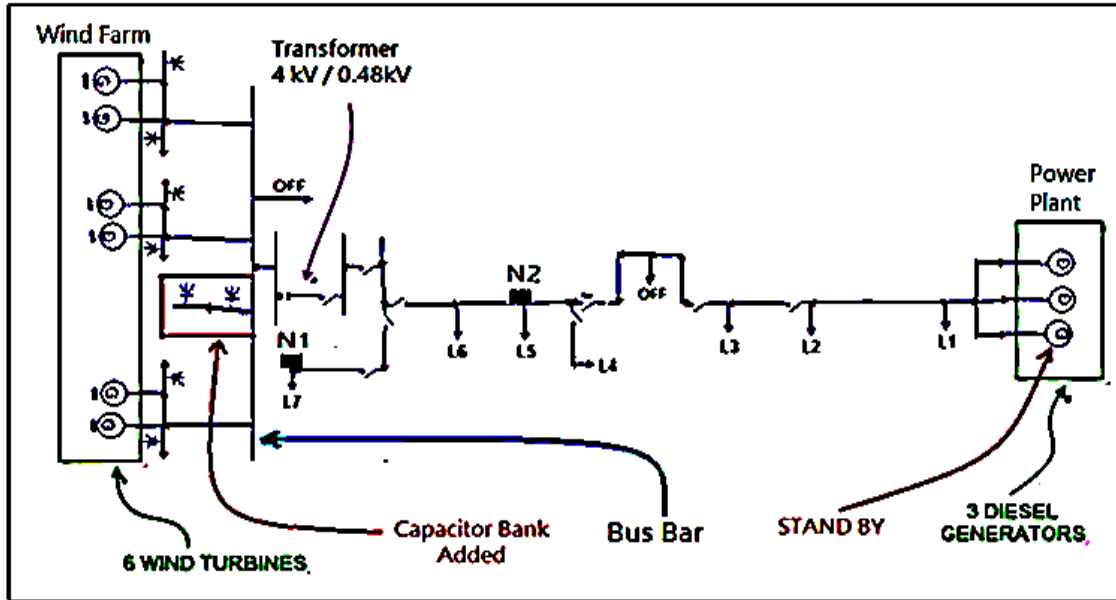 Wind Farm
Transformer
4 kV / 0.48kV
OFF
Power
Plant
N2
OFF
N1
L7
L6
L5
L4
L3
L2
L1
Capacitor Bank
Added
Bus Bar
STAND BY
3 DIESEL
GENERATORS
6 WIND TURBINES